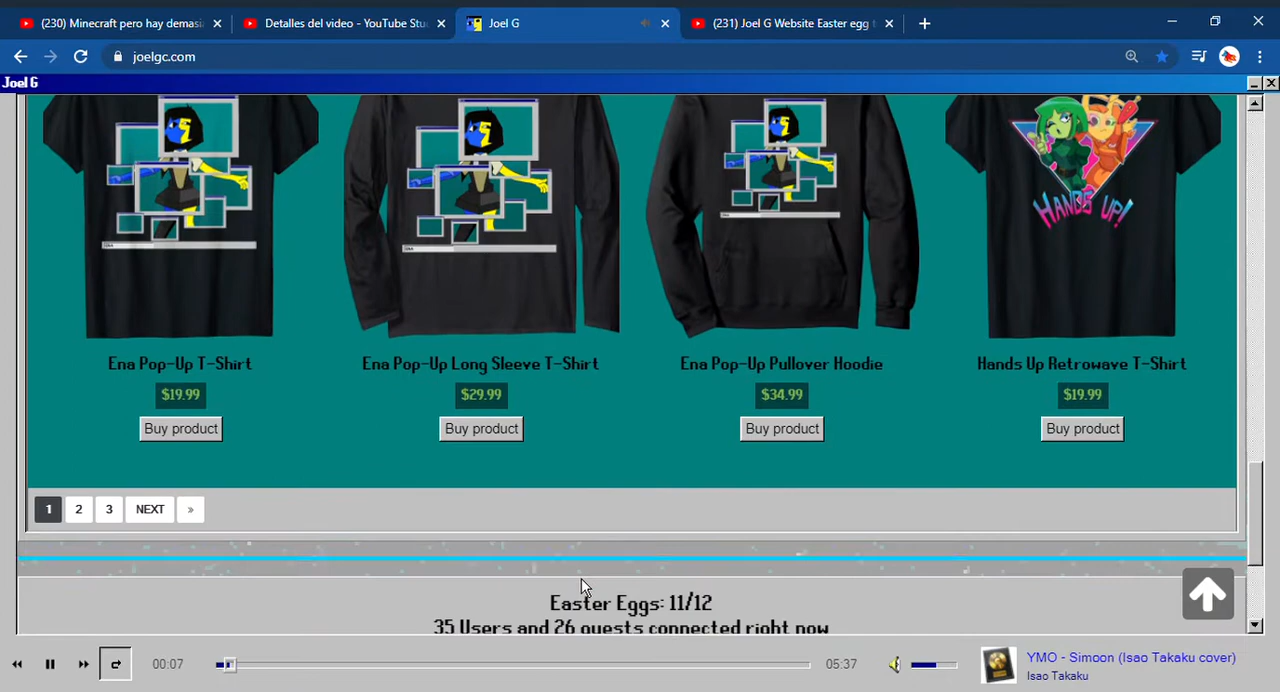 (230) Minecraft pero hay demasi
Detalles del video - YouTube Stu
Joel G
(231) Joel G Website Easter egg t
joelgc.com
Joel G
HANDS UP!
Ena Pop-Up T-Shirt
Ena Pop-Up Long Sleeve T-Shirt
Ena Pop-Up Pullover Hoodie
Hands Up Retrowave T-Shirt
$19.99
$29.99
$34.99
$19.99
Buy product
Buy product
Buy product
Buy product
1 2 3 NEXT »
Easter Eggs: 11/12
35 Users and 26 guests connected right now
00:07
05:37
YMO - Simoon (Isao Takaku cover)
Isao Takaku